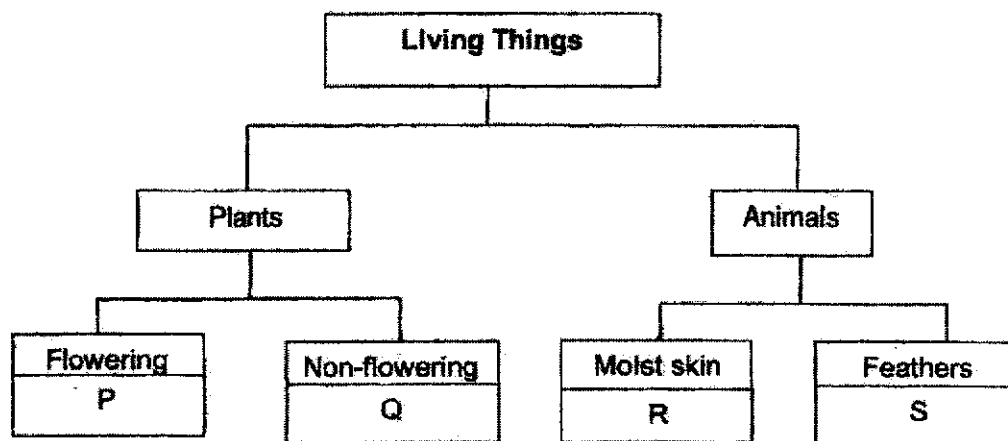 Living Things
Plants
Animals
Flowering
P
Non-flowering
Q
Moist skin
R
Feathers
S